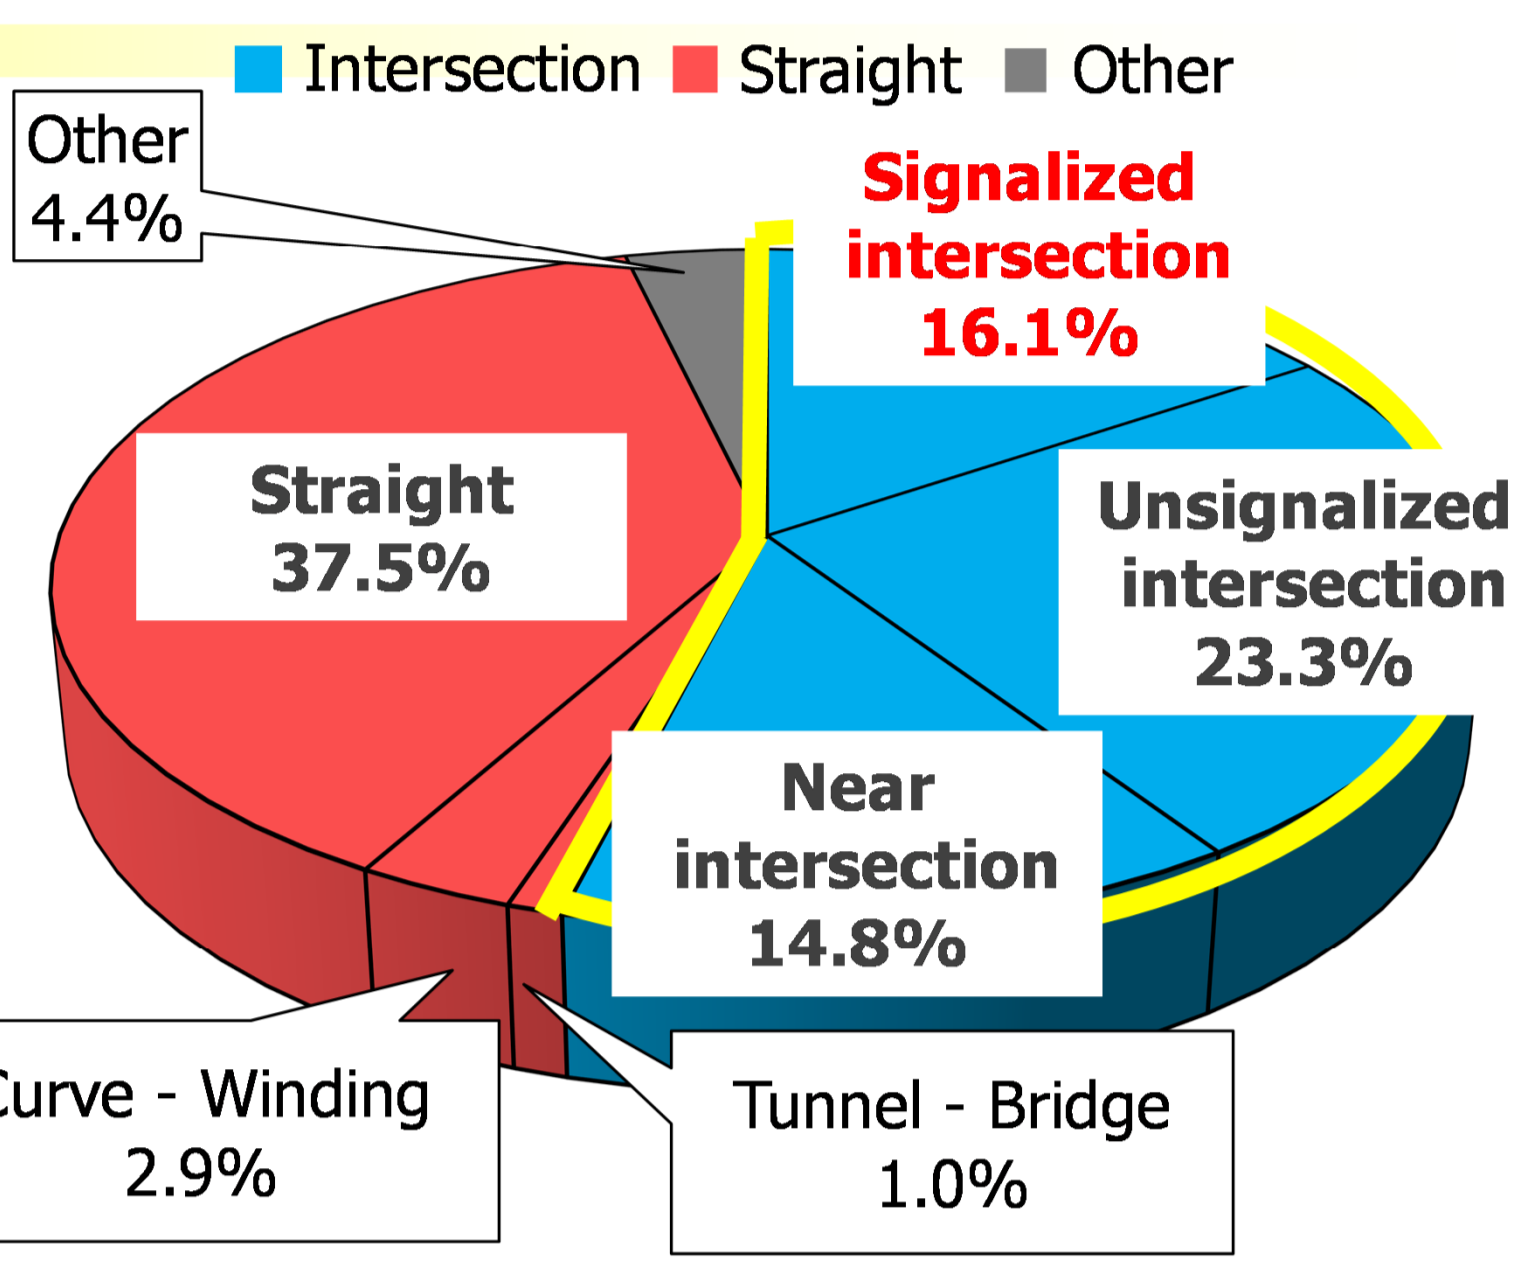 Intersection Straight Other
Other
4.4%
Signalized
intersection
16.1%
Straight
37.5%
Unsignalized
intersection
23.3%
Near
intersection
14.8%
Curve - Winding
2.9%
Tunnel - Bridge
1.0%